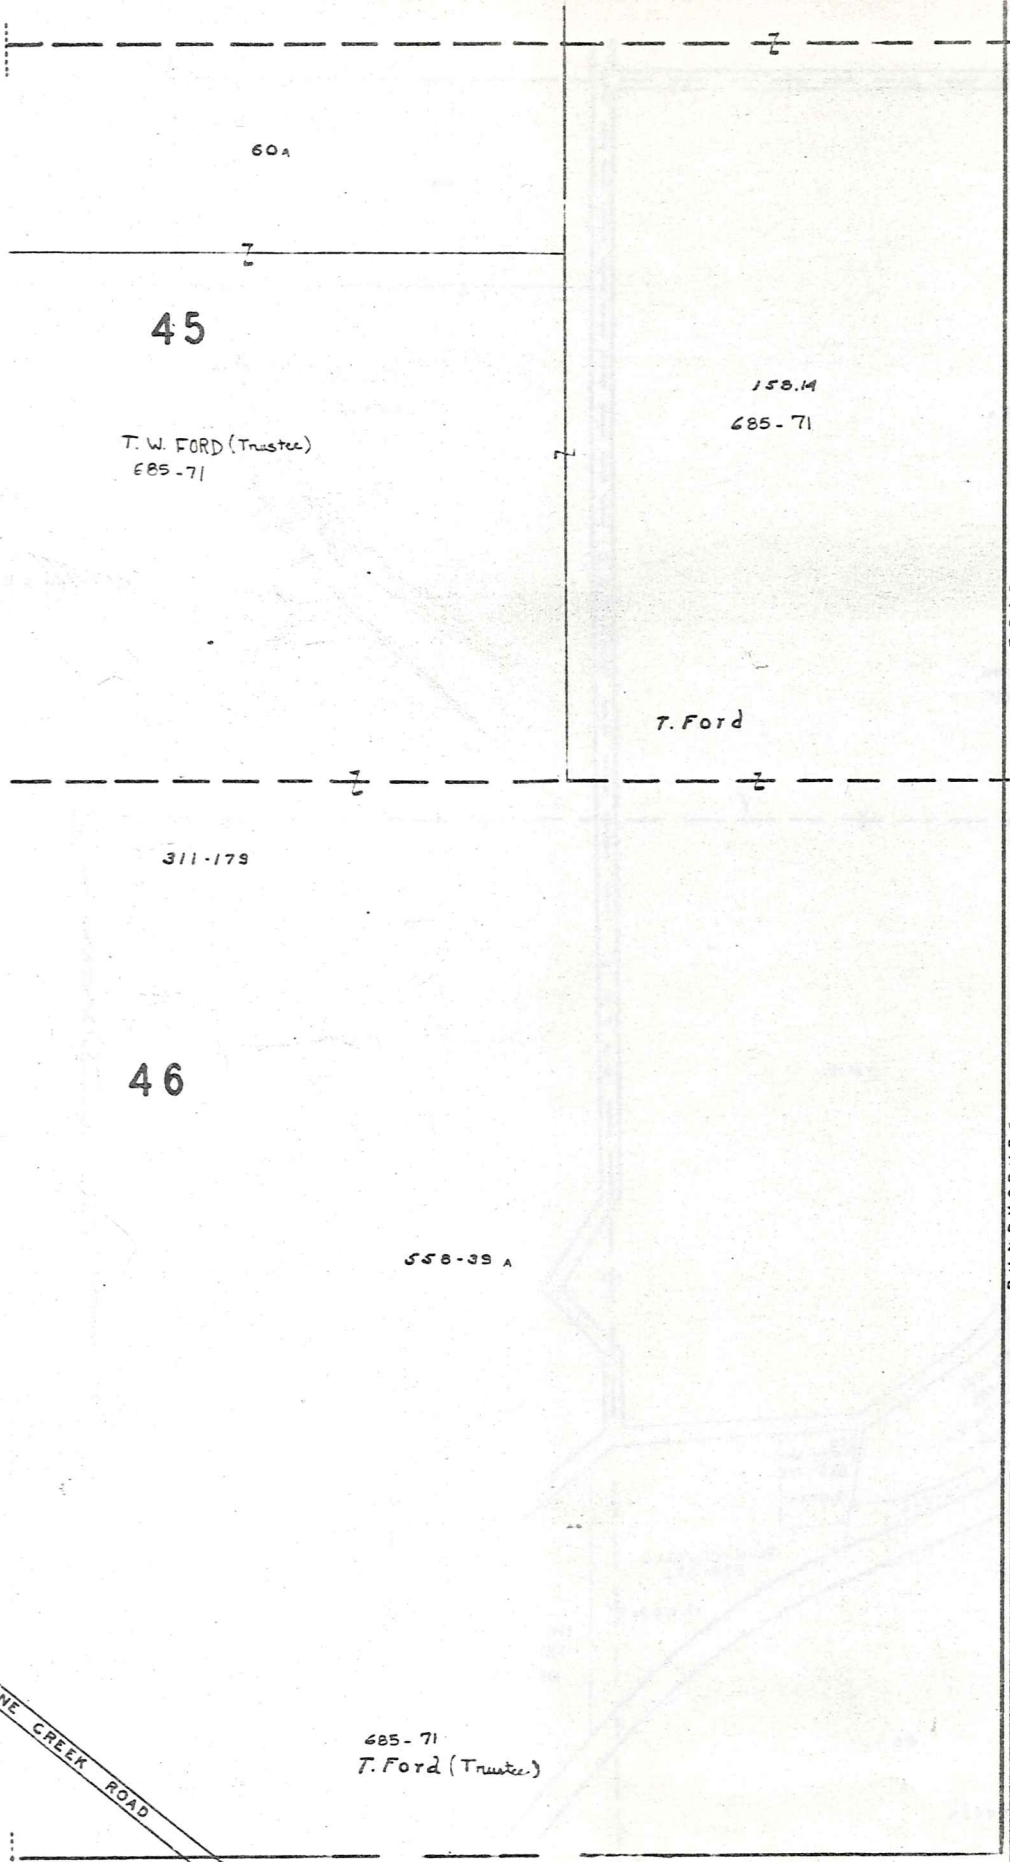 60A
45
158.14
685-71
T. W. FORD (Trustee)
685-71
T. Ford
311-179
46
558-39 A
685-71
T. Ford (Trustee)
CREEK ROAD